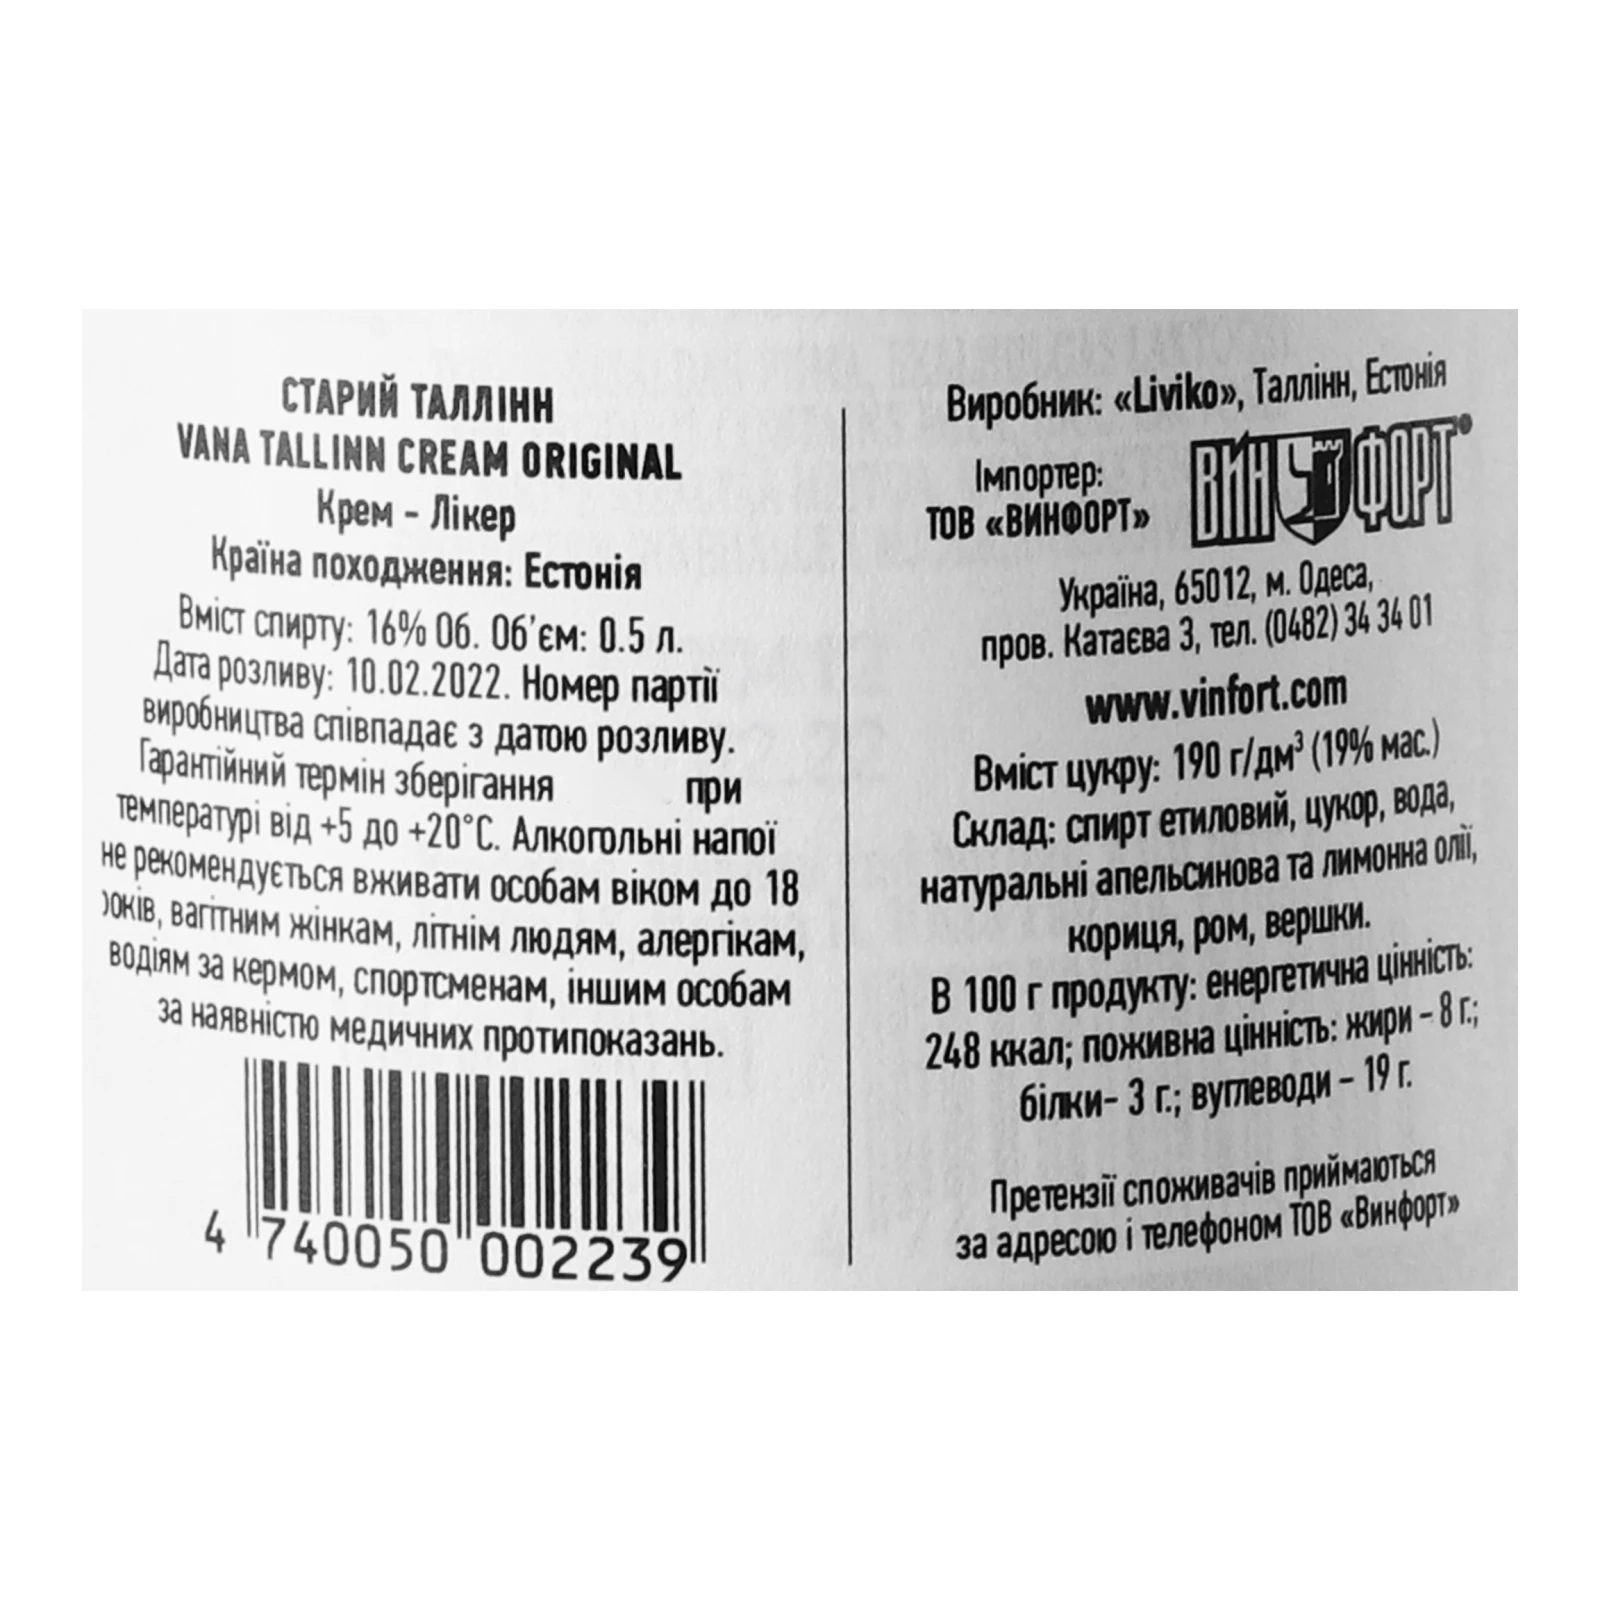 СТАРИЙ ТАЛЛІНН
VANA TALLINN CREAM ORIGINAL
Крем - Лікер
Країна походження: Естонія
Вміст спирту: 16% Об. Об'єм: 0.5 л.
Дата розливу: 10.02.2022. Номер партії
виробництва співпадає з датою розливу.
Гарантійний термін зберігання при
температурі від +5 до +20°С. Алкогольні напої
не рекомендується вживати особам віком до 18
років, вагітним жінкам, літнім людям, алергікам,
водіям за кермом, спортсменам, іншим особам
за наявністю медичних протипоказань.
4 740050 002239
Виробник: «Liviko», Таллінн, Естонія
Імпортер:
ТОВ «ВИНФОРТ»
ВИН ФОРТ®
Україна, 65012, м. Одеса,
пров. Катаєва 3, тел. (0482) 34 34 01
www.vinfort.com
Вміст цукру: 190 г/дм³ (19% мас.)
Склад: спирт етиловий, цукор, вода,
натуральні апельсинова та лимонна олії,
кориця, ром, вершки.
В 100 г продукту: енергетична цінність:
248 ккал; поживна цінність: жири – 8 г.;
білки– 3 г.; вуглеводи – 19 г.
Претензії споживачів приймаються
за адресою і телефоном ТОВ «Винфорт»